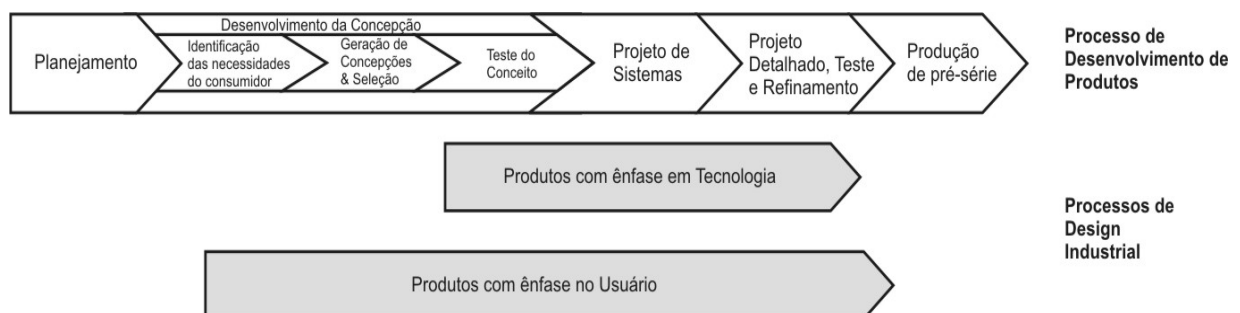 Desenvolvimento da Concepção
Planejamento
Identificação
das necessidades
do consumidor
Geração de
Concepções
& Seleção
Teste do
Conceito
Projeto de
Sistemas
Projeto
Detalhado, Teste
e Refinamento
Produção
de pré-série
Processo de
Desenvolvimento de
Produtos
Produtos com ênfase em Tecnologia
Processos de
Design
Industrial
Produtos com ênfase no Usuário